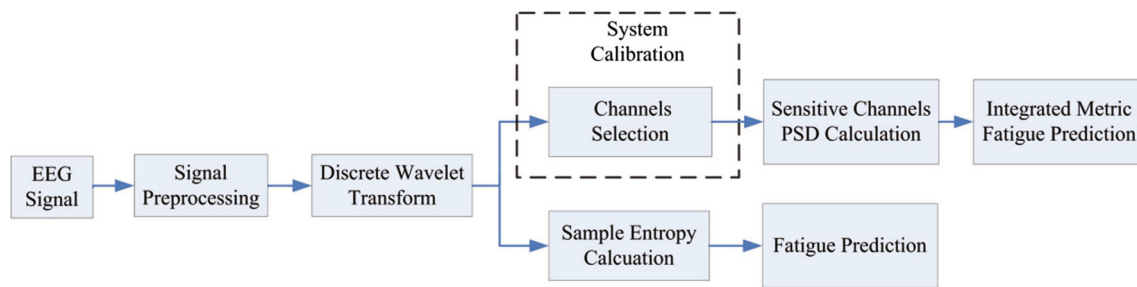 System
Calibration
Channels
Selection
Sensitive Channels
PSD Calculation
Integrated Metric
Fatigue Prediction
EEG
Signal
Signal
Preprocessing
Discrete Wavelet
Transform
Sample Entropy
Calcuation
Fatigue Prediction